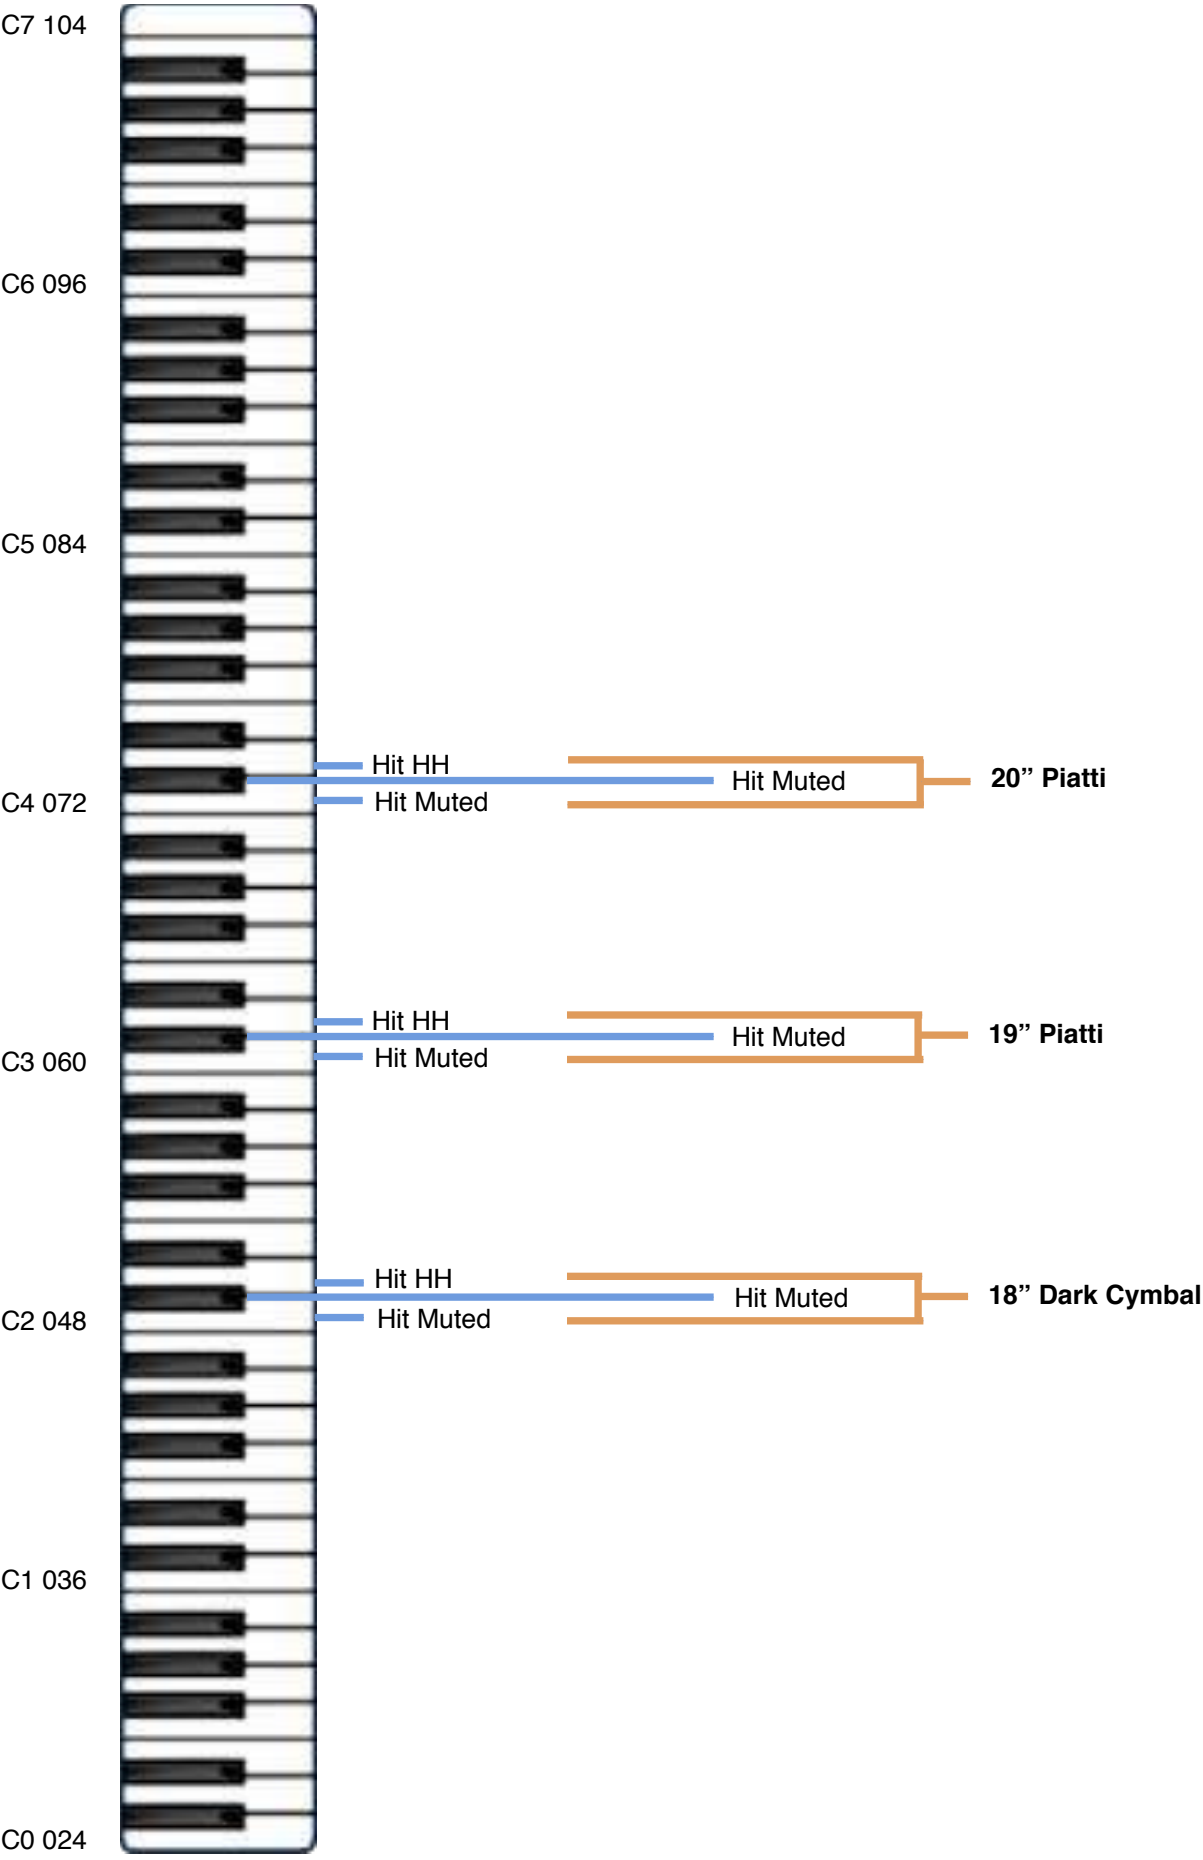 C7 104
C6 096
C5 084
Hit HH
Hit Muted
20” Piatti
Hit Muted
C4 072
Hit HH
Hit Muted
19” Piatti
Hit Muted
C3 060
Hit HH
Hit Muted
18” Dark Cymbal
Hit Muted
C2 048
C1 036
C0 024